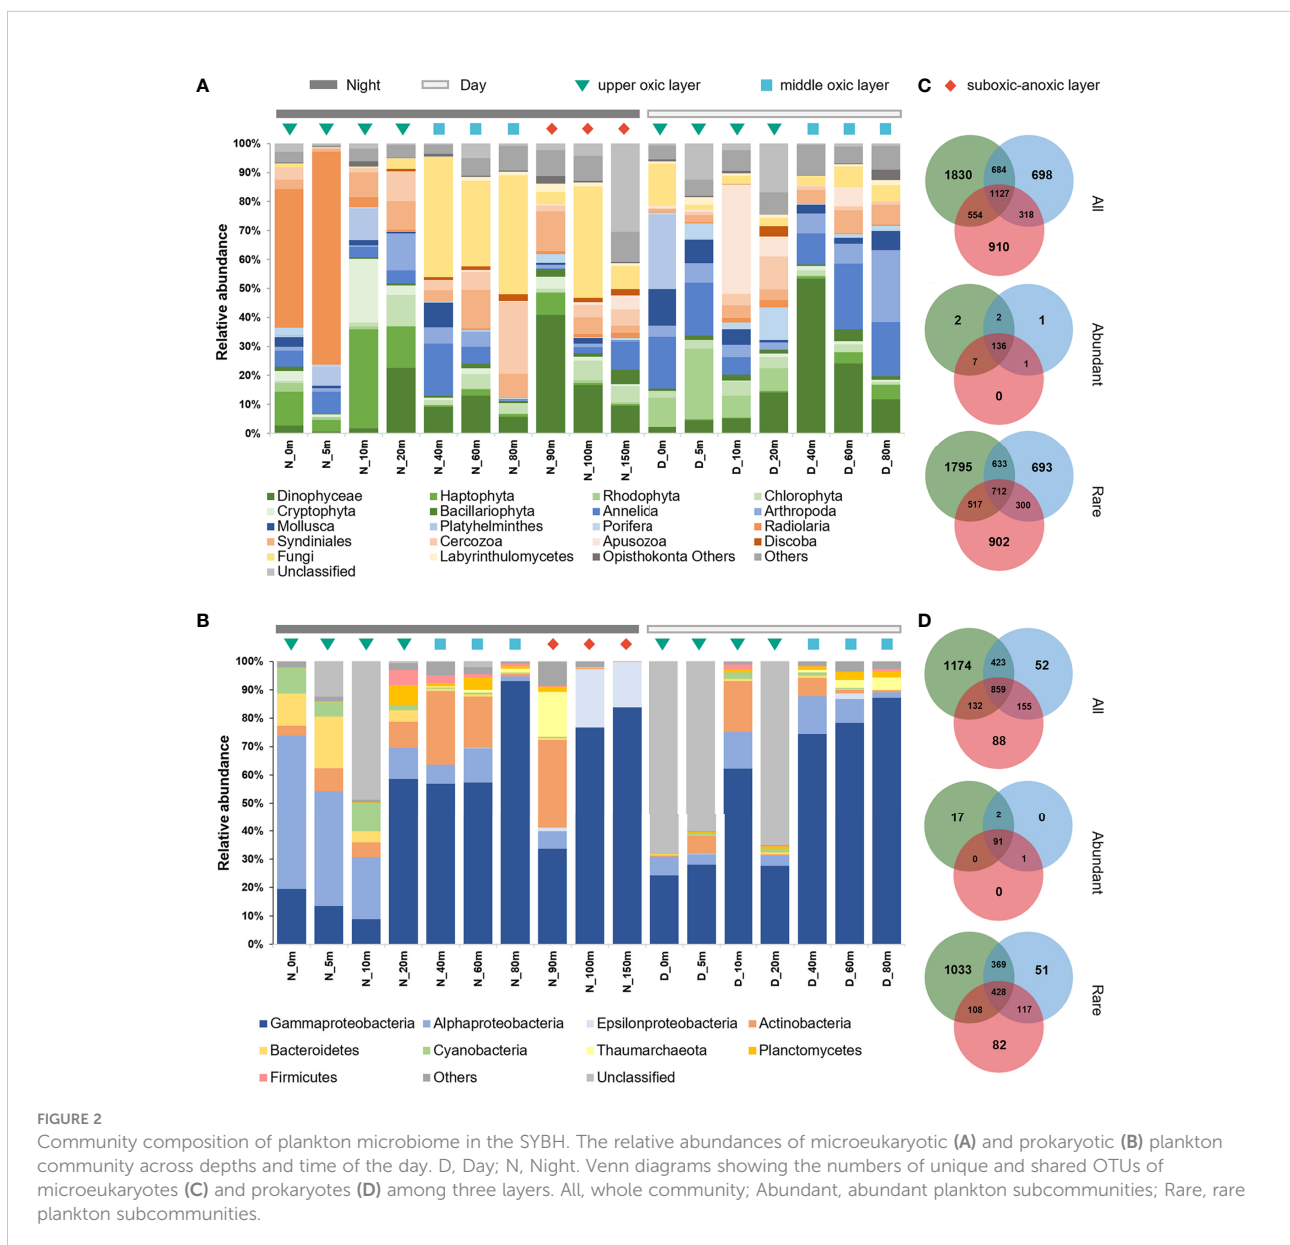 A
Night
Day
upper oxic layer
middle oxic layer
C
suboxic-anoxic layer
Relative abundance
100%
90%
80%
70%
60%
50%
40%
30%
20%
10%
0%
N_0m
N_5m
N_10m
N_20m
N_40m
N_60m
N_80m
N_90m
N_100m
N_150m
D_0m
D_5m
D_10m
D_20m
D_40m
D_60m
D_80m
Dinophyceae
Haptophyta
Rhodophyta
Chlorophyta
Cryptophyta
Bacillariophyta
Annelica
Arthropoda
Mollusca
Platyhelminthes
Porifera
Radiolaria
Syndiniales
Cercozoa
Apusozoa
Discoba
Fungi
Labyrinthulomycetes
Opisthokonta Others
Others
Unclassified
1830
684
698
1127
554
318
910
All
2
2
1
136
7
1
0
Abundant
1795
633
693
712
517
300
902
Rare
B
Relative abundance
100%
90%
80%
70%
60%
50%
40%
30%
20%
10%
0%
N_0m
N_5m
N_10m
N_20m
N_40m
N_60m
N_80m
N_90m
N_100m
N_150m
D_0m
D_5m
D_10m
D_20m
D_40m
D_60m
D_80m
Gammaproteobacteria
Alphaproteobacteria
Epsilonproteobacteria
Actinobacteria
Bacteroidetes
Cyanobacteria
Thaumarchaeota
Planctomycetes
Firmicutes
Others
Unclassified
D
1174
423
52
859
132
155
88
All
17
2
0
91
0
1
0
Abundant
1033
369
51
428
108
117
82
Rare
FIGURE 2
Community composition of plankton microbiome in the SYBH. The relative abundances of microeukaryotic (A) and prokaryotic (B) plankton
community across depths and time of the day. D, Day; N, Night. Venn diagrams showing the numbers of unique and shared OTUs of
microeukaryotes (C) and prokaryotes (D) among three layers. All, whole community; Abundant, abundant plankton subcommunities; Rare, rare
plankton subcommunities.